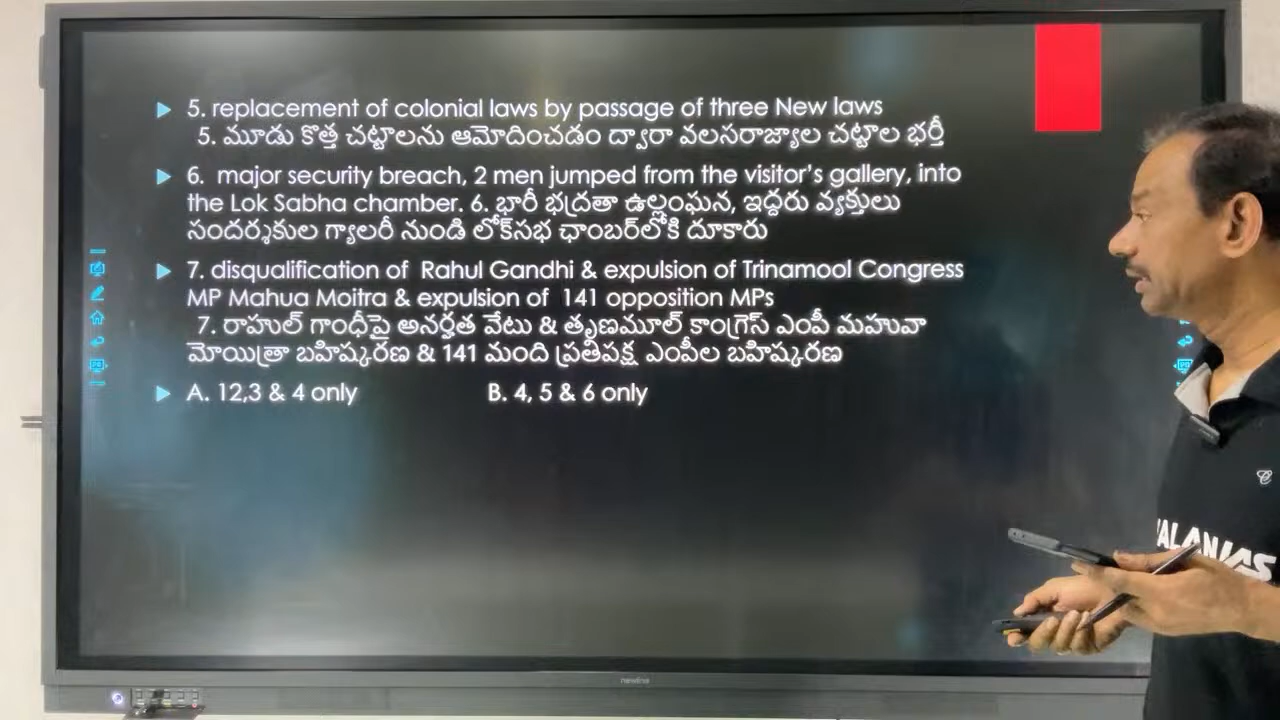 5. replacement of colonial laws by passage of three New laws
5. మూడు కొత్త చట్టాలను ఆమోదించడం ద్వారా వలసరాజ్యాల చట్టాల భర్తీ
6. major security breach, 2 men jumped from the visitor's gallery, into
the Lok Sabha chamber. 6. భారీ భద్రతా ఉల్లంఘన, ఇద్దరు వ్యక్తులు
సందర్శకుల గ్యాలరీ నుండి లోక్‌సభ ఛాంబర్‌లోకి దూకారు
7. disqualification of Rahul Gandhi & expulsion of Trinamool Congress
MP Mahua Moitra & expulsion of 141 opposition MPs
7. రాహుల్ గాంధీపై అనర్హత వేటు & తృణమూల్ కాంగ్రెస్ ఎంపీ మహువా
మోయిత్రా బహిష్కరణ & 141 మంది ప్రతిపక్ష ఎంపీల బహిష్కరణ
A. 12,3 & 4 only B. 4, 5 & 6 only
newline